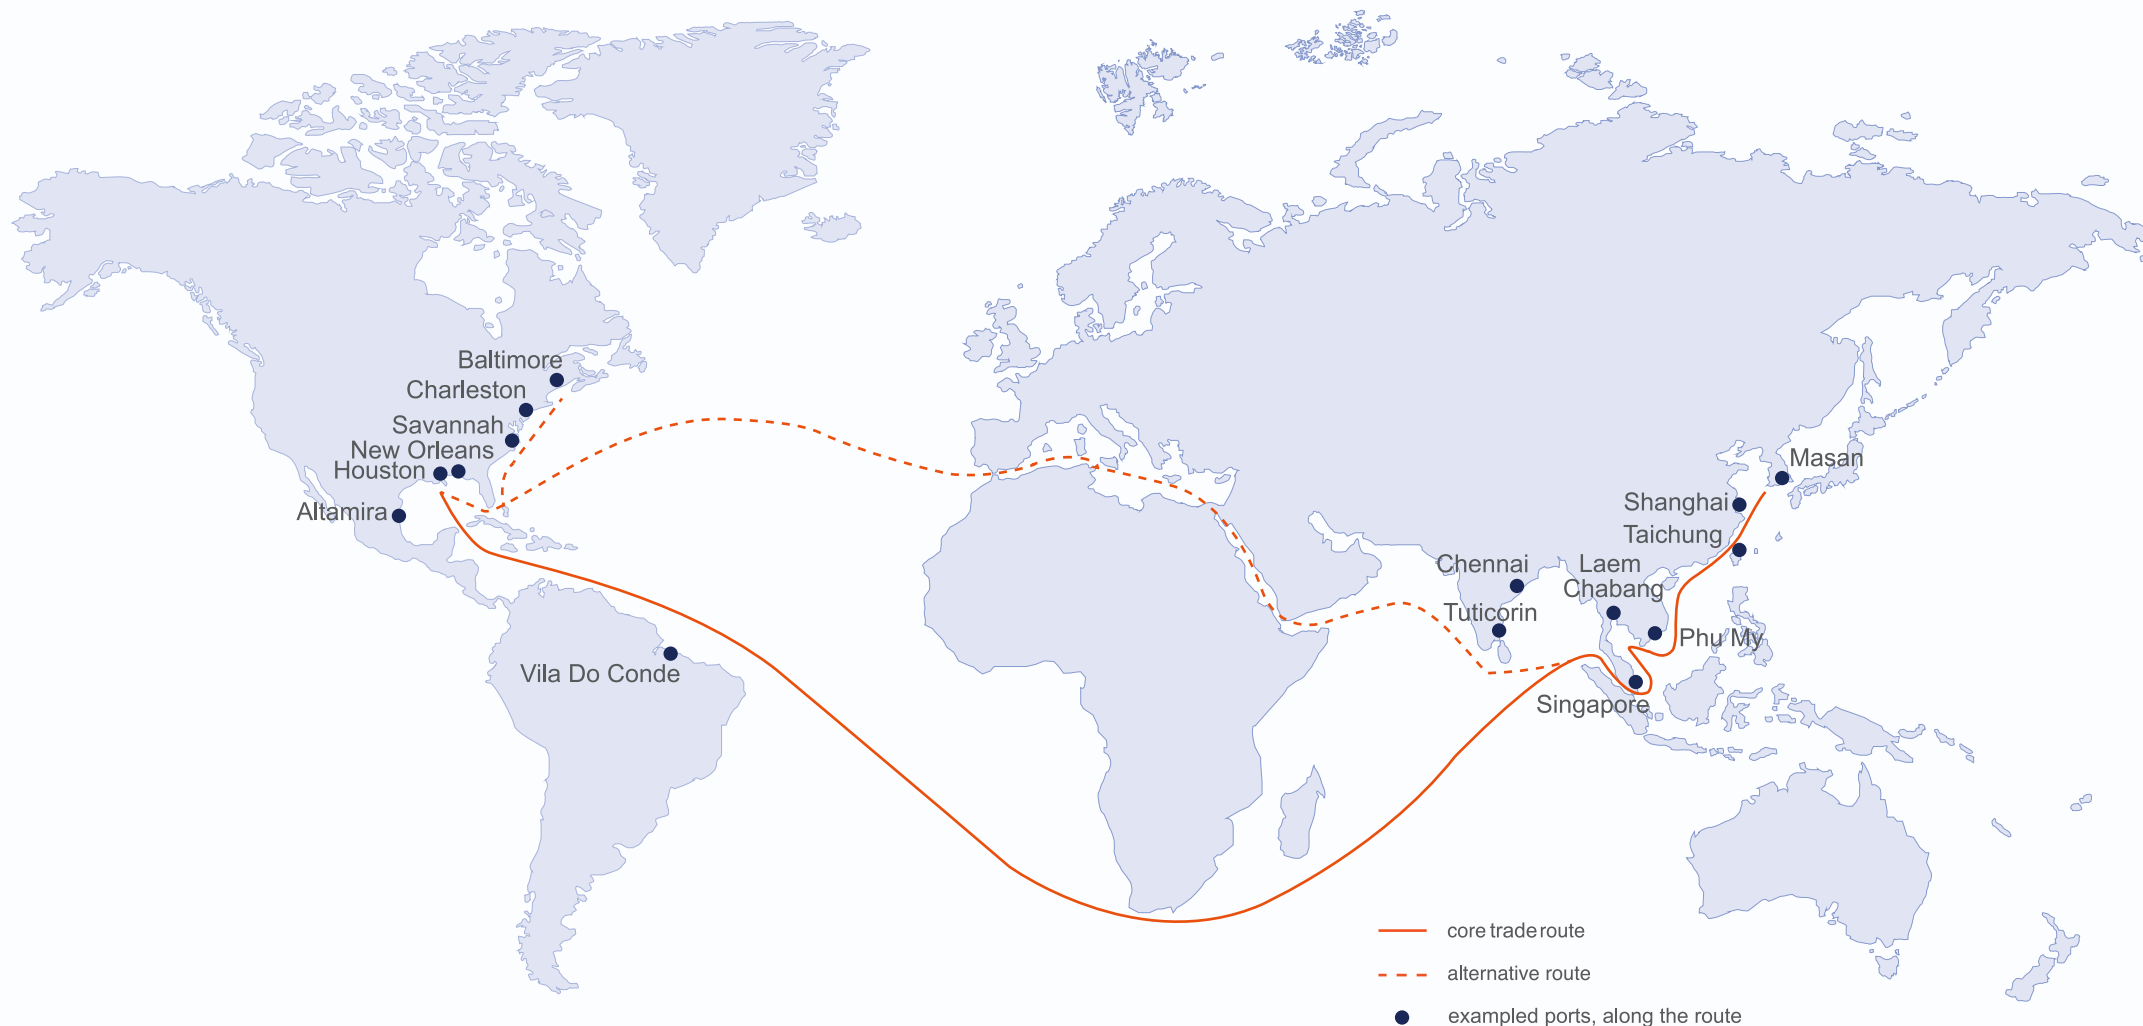 Baltimore
Charleston
Savannah
New Orleans
Houston
Altamira
Vila Do Conde
Masan
Shanghai
Taichung
Chennai
Laem
Chabang
Tuticorin
Phu My
Singapore
core trade route
alternative route
exampled ports, along the route